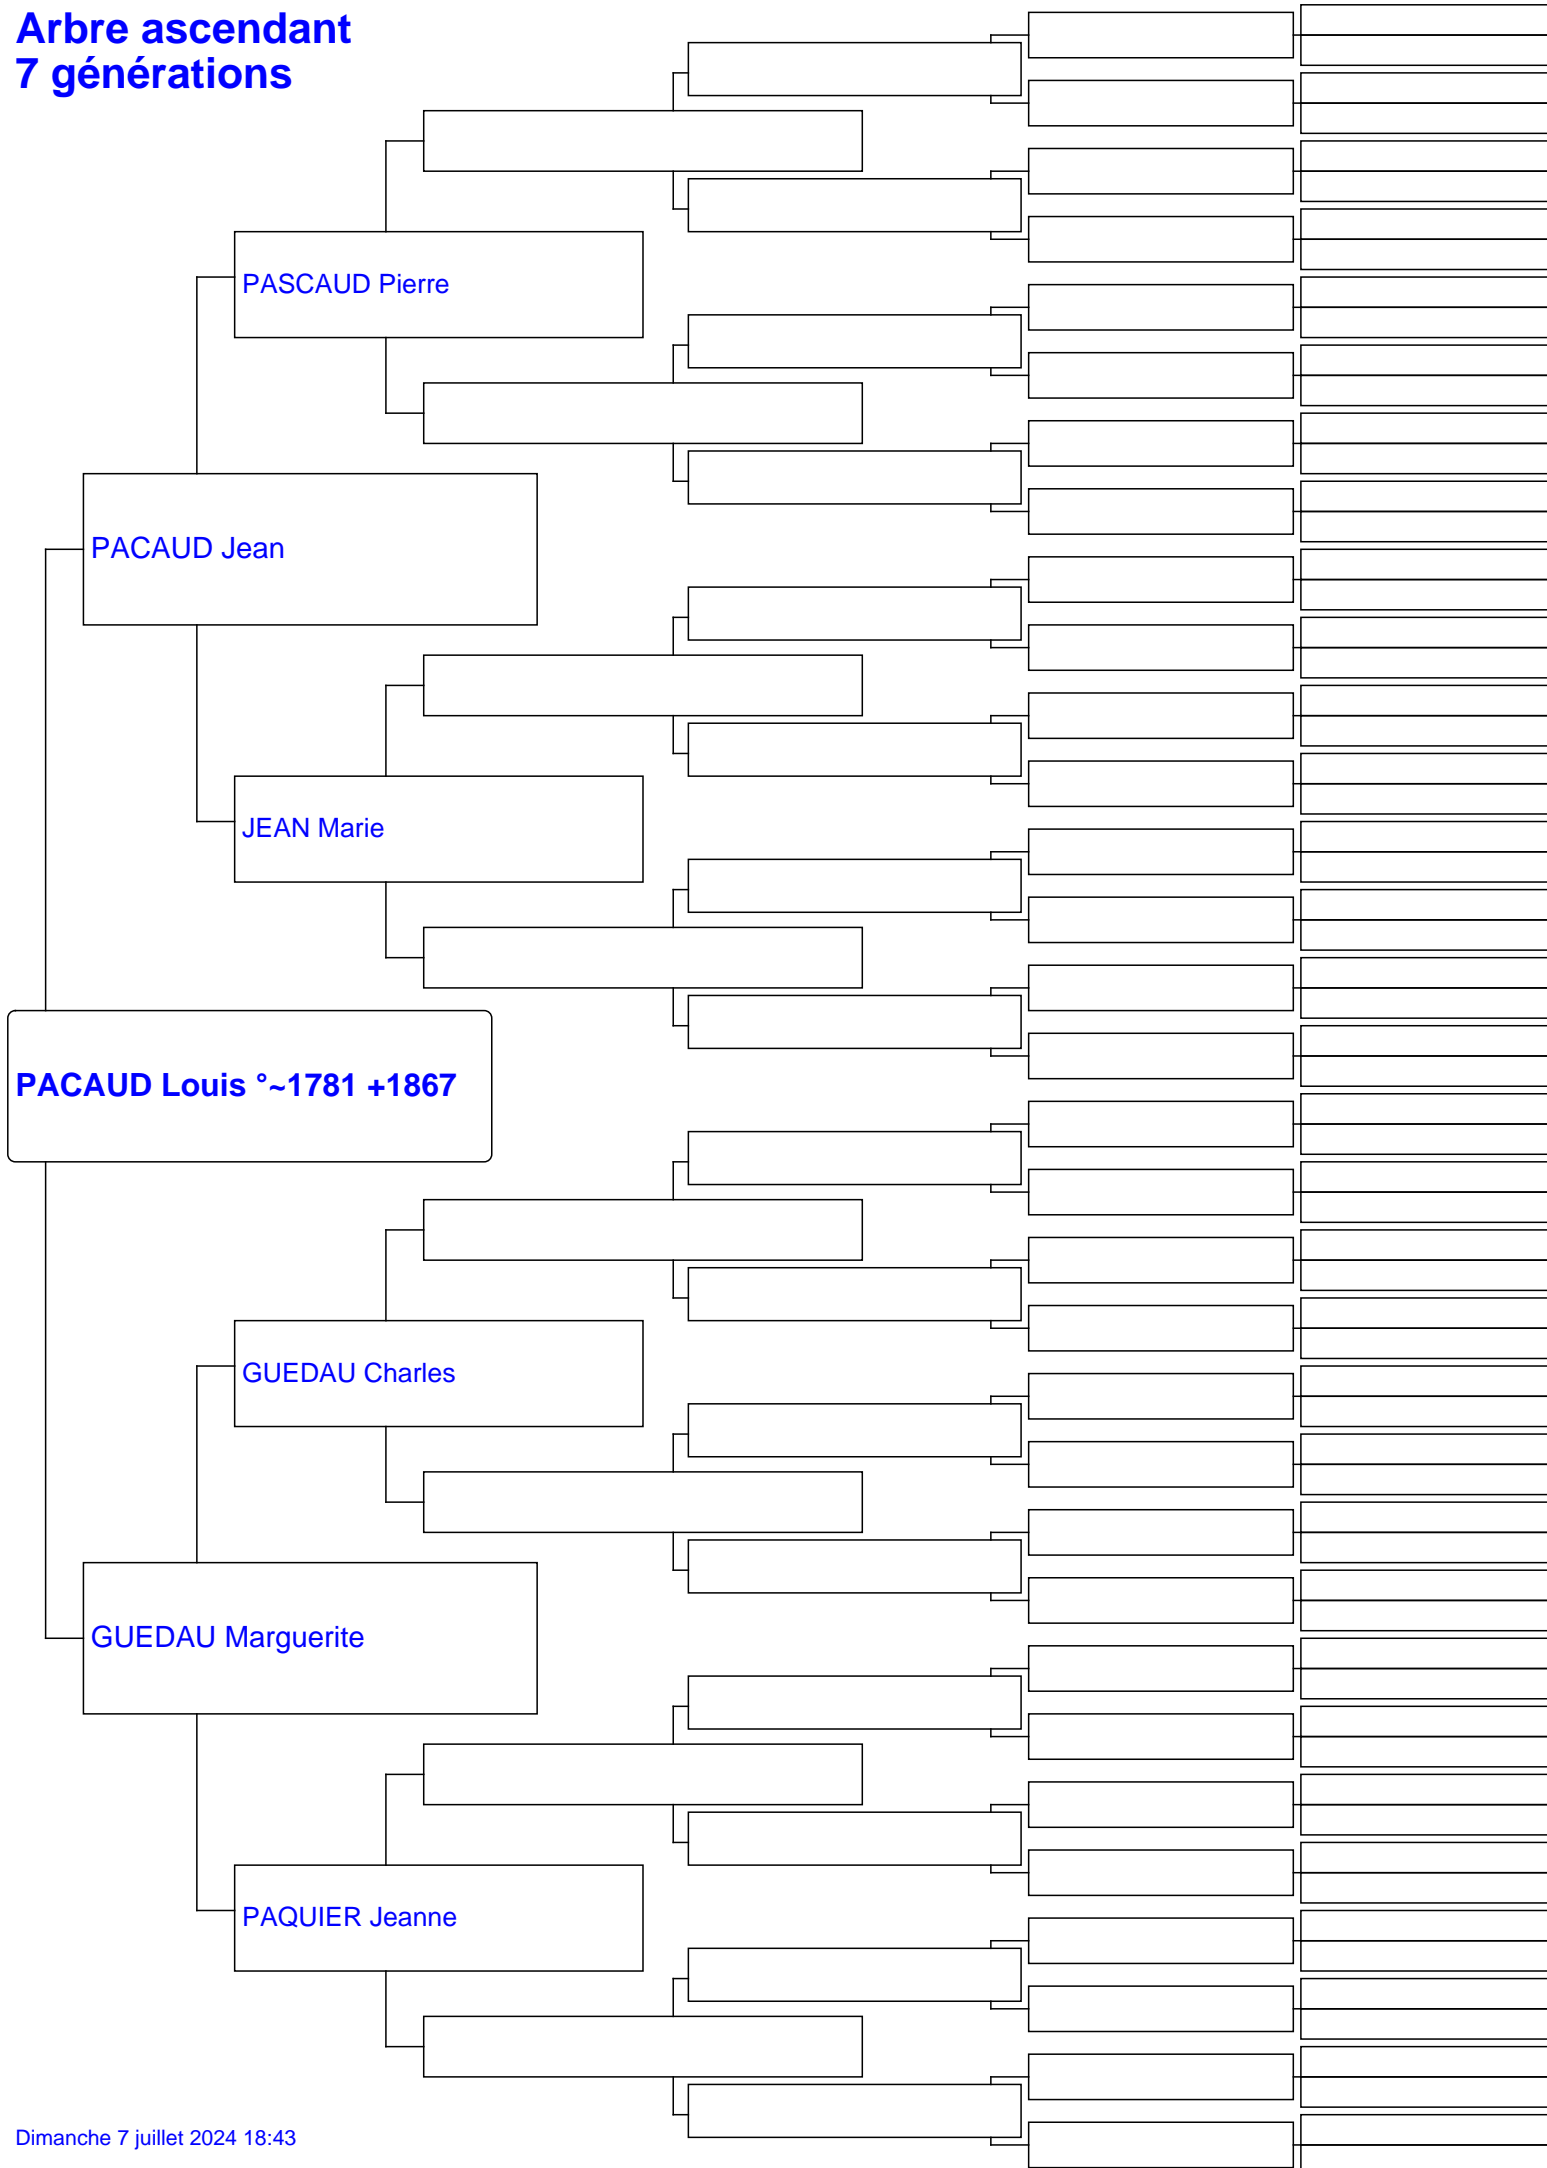 Arbre ascendant
7 générations
PASCAUD Pierre
PACAUD Jean
JEAN Marie
PACAUD Louis °~1781 +1867
GUEDAU Charles
GUEDAU Marguerite
PAQUIER Jeanne
Dimanche 7 juillet 2024 18:43